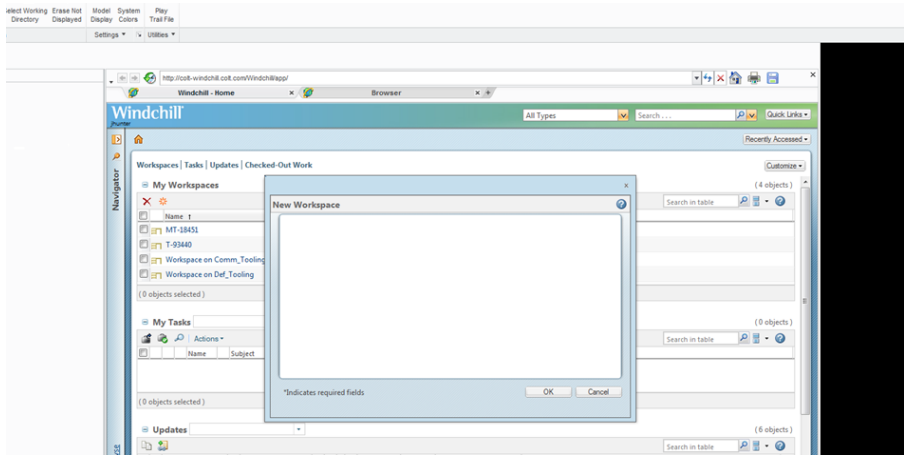 Select Working Directory
Erase Not Displayed
Model Display
System Colors
Play Trail File
Settings
Utilities
http://colt-windchill.colt.com/Windchill/app/
Windchill - Home
Browser
Windchill
All Types
Search . . .
Quick Links
Recently Accessed
Navigator
Workspaces | Tasks | Updates | Checked-Out Work
Customize
My Workspaces
(4 objects)
Search in table
Name
MT-18451
T-93440
Workspace on Comm_Tooling
Workspace on Def_Tooling
(0 objects selected)
New Workspace
*Indicates required fields
OK
Cancel
My Tasks
(0 objects)
Actions
Search in table
Name
Subject
(0 objects selected)
Updates
(6 objects)
Search in table